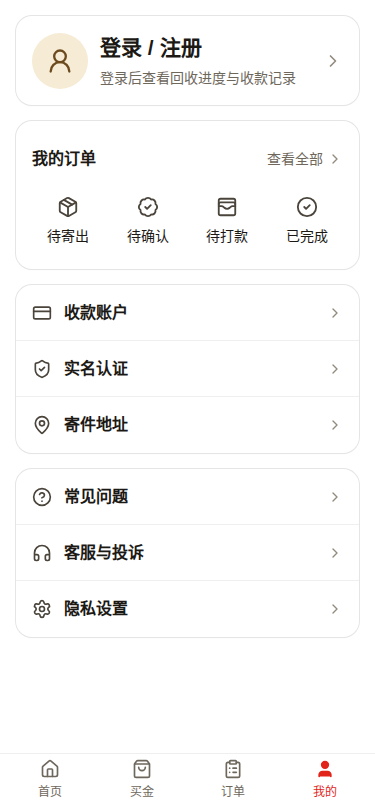 登录 / 注册
登录后查看回收进度与收款记录
我的订单 查看全部
待寄出 待确认 待打款 已完成
收款账户
实名认证
寄件地址
常见问题
客服与投诉
隐私设置
首页 买金 订单 我的